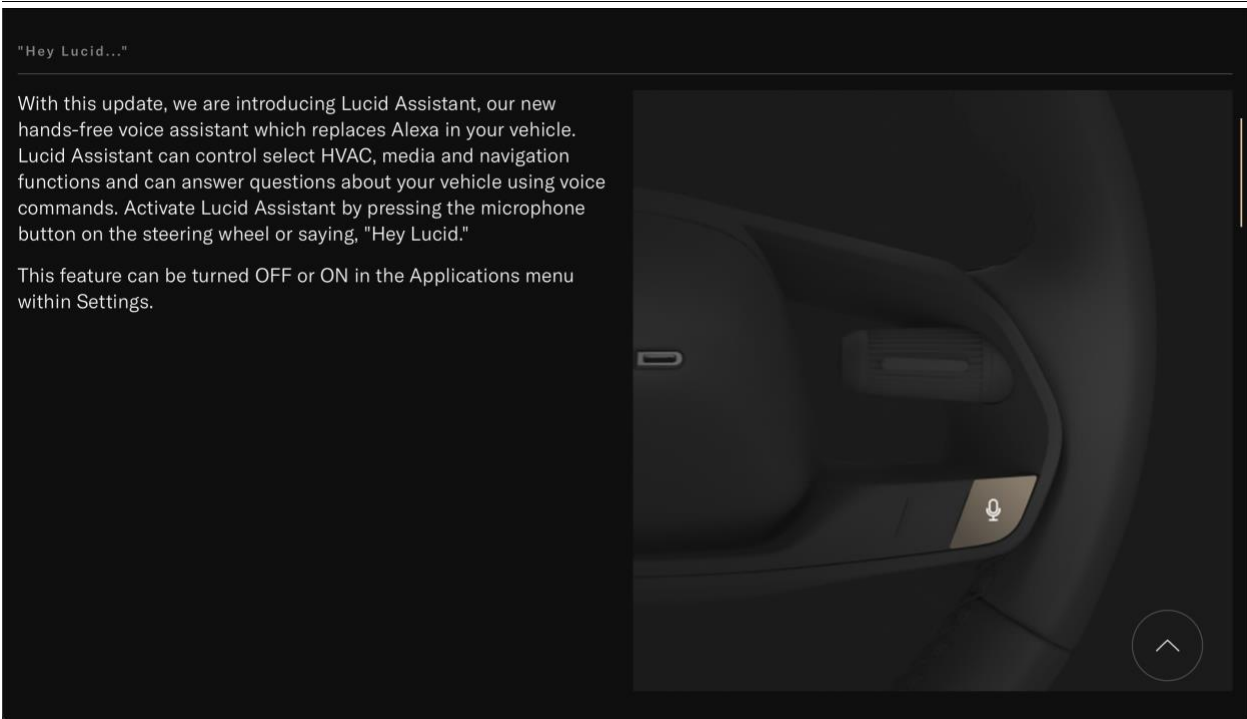 "Hey Lucid..."
With this update, we are introducing Lucid Assistant, our new
hands-free voice assistant which replaces Alexa in your vehicle.
Lucid Assistant can control select HVAC, media and navigation
functions and can answer questions about your vehicle using voice
commands. Activate Lucid Assistant by pressing the microphone
button on the steering wheel or saying, "Hey Lucid."
This feature can be turned OFF or ON in the Applications menu
within Settings.